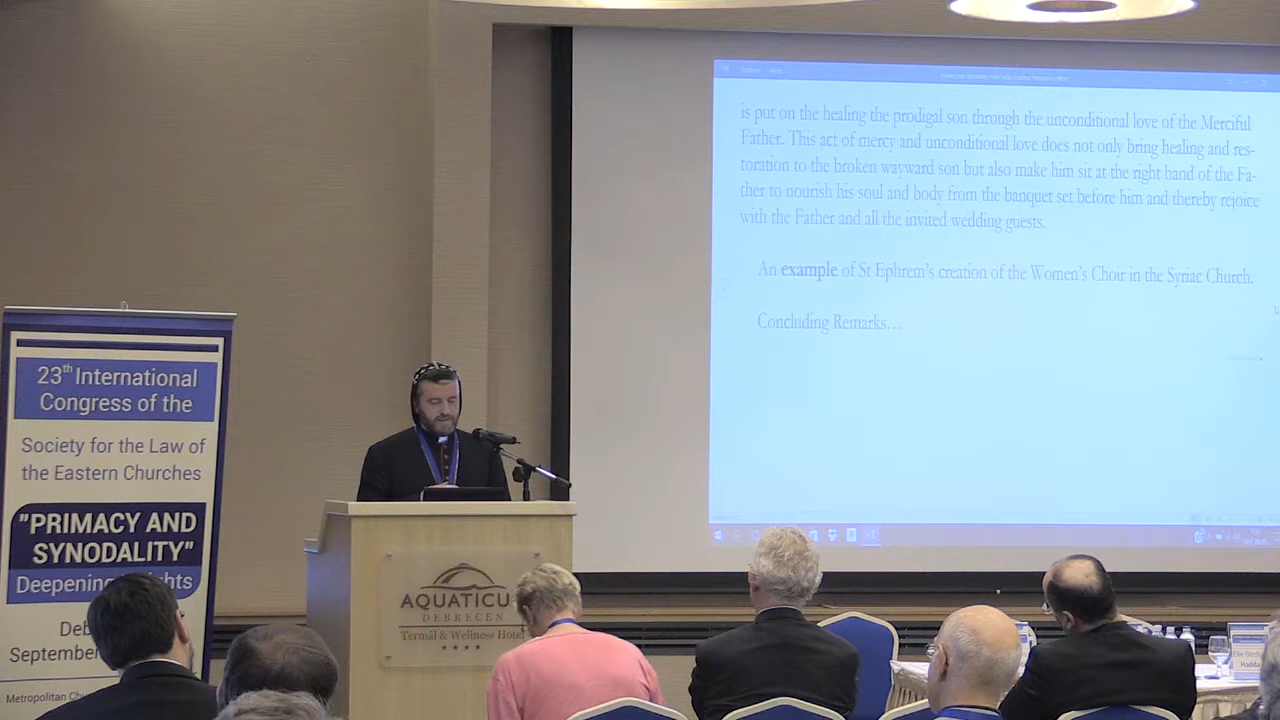 is put on the healing the prodigal son through the unconditional love of the Merciful
Father. This act of mercy and unconditional love does not only bring healing and res-
toration to the broken wayward son but also make him sit at the right hand of the Fa-
ther to nourish his soul and body from the banquet set before him and thereby rejoice
with the Father and all the invited wedding guests.
An example of St Ephrem's creation of the Women's Choir in the Syriac Church.
Concluding Remarks…
23th International
Congress of the
Society for the Law of
the Eastern Churches
"PRIMACY AND
SYNODALITY"
Deepening
Deb
September
Metropolitan
AQUATICU
DEBRECEN
Termál & Wellness Hotel
Elie
Hadda